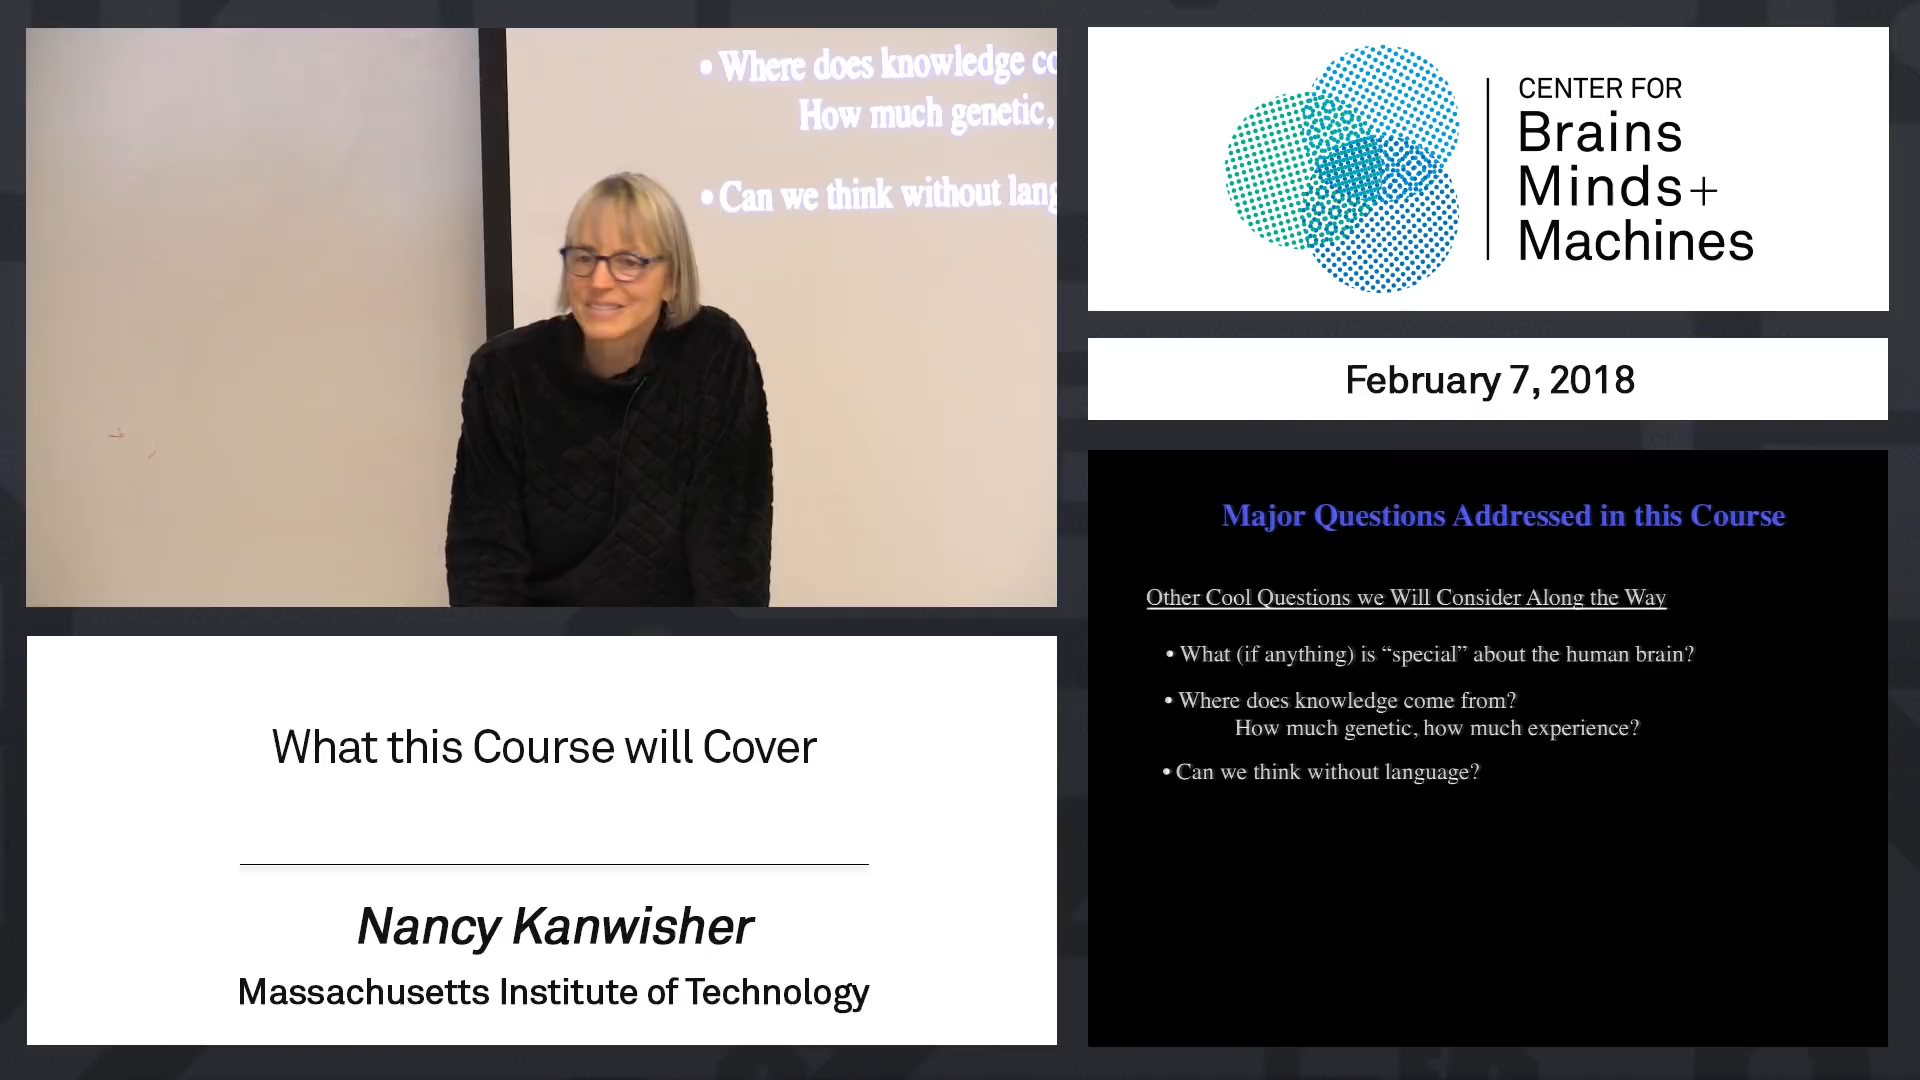 • Where does knowledge
How much genetic,
• Can we think without
CENTER FOR
Brains
Minds+
Machines
February 7, 2018
What this Course will Cover
Nancy Kanwisher
Massachusetts Institute of Technology
Major Questions Addressed in this Course
Other Cool Questions we Will Consider Along the Way
• What (if anything) is “special” about the human brain?
• Where does knowledge come from?
How much genetic, how much experience?
• Can we think without language?